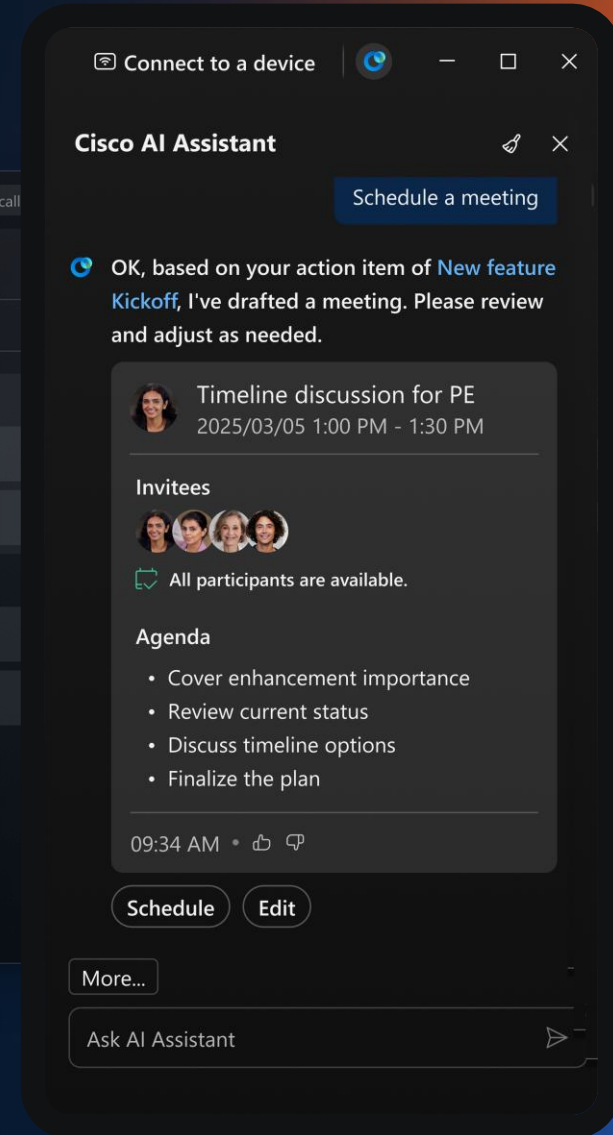 Connect to a device
Cisco AI Assistant
call
Schedule a meeting
OK, based on your action item of New feature
Kickoff, I've drafted a meeting. Please review
and adjust as needed.
Timeline discussion for PE
2025/03/05 1:00 PM - 1:30 PM
Invitees
All participants are available.
Agenda
• Cover enhancement importance
• Review current status
• Discuss timeline options
• Finalize the plan
09:34 AM •
Schedule
Edit
More...
Ask AI Assistant